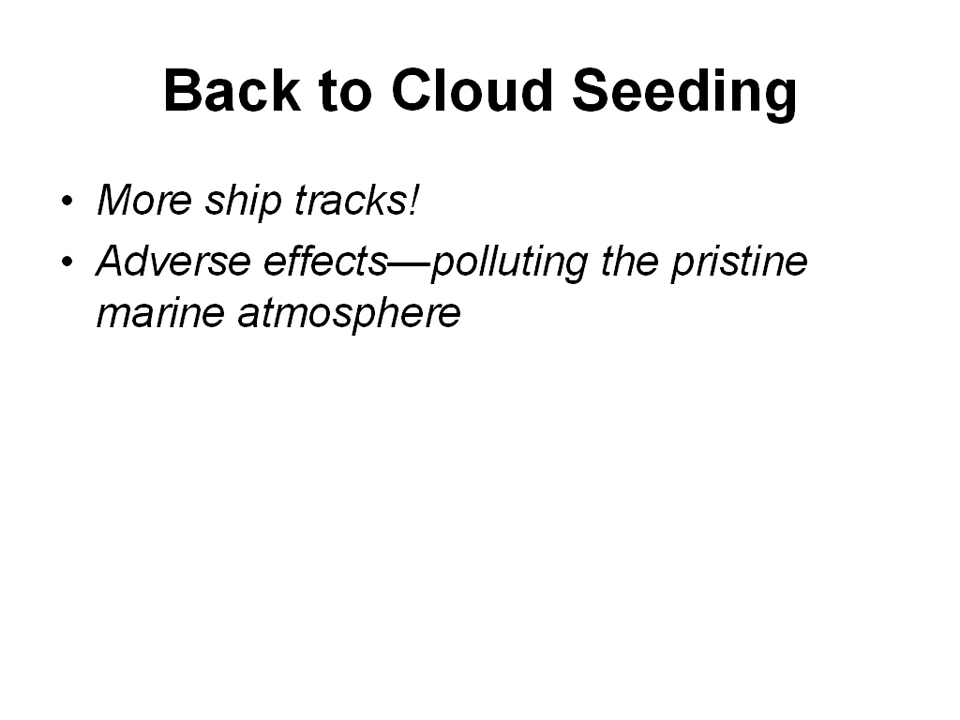 Back to Cloud Seeding
• More ship tracks!
• Adverse effects—polluting the pristine
marine atmosphere